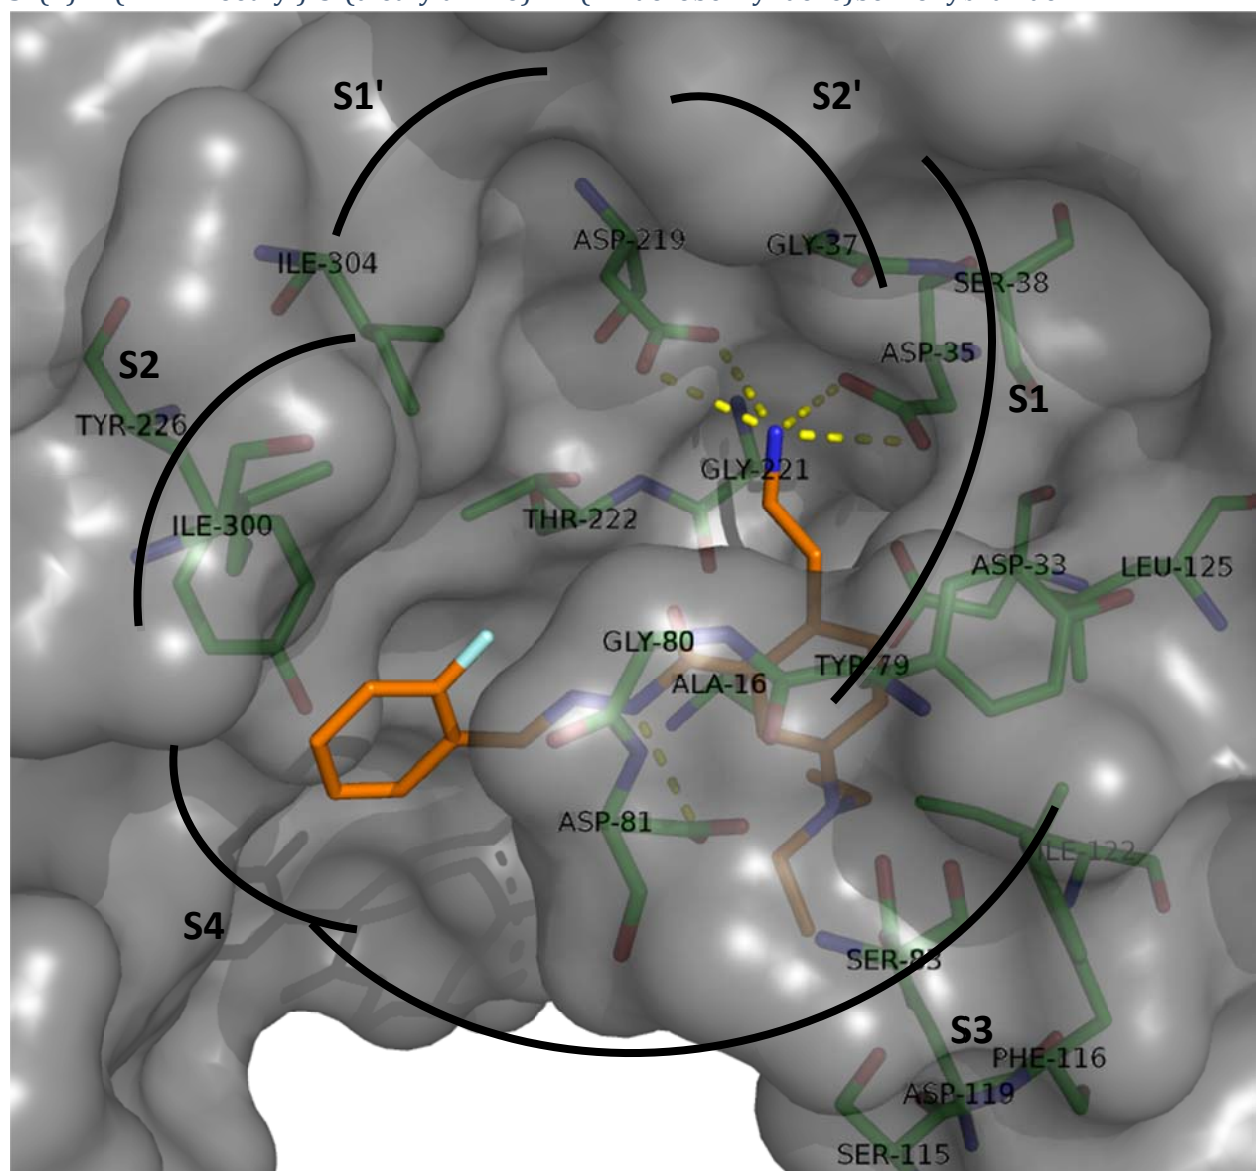 S1'
S2'
ASP-219
GLY-37
ILE-304
SER-38
S2
ASP-35
S1
TYR-226
GLY-221
ILE-300
THR-222
ASP-33
LEU-125
GLY-80
TYR-79
ALA-16
ASP-81
ILE-122
S4
SER-83
S3
PHE-116
ASP-119
SER-115